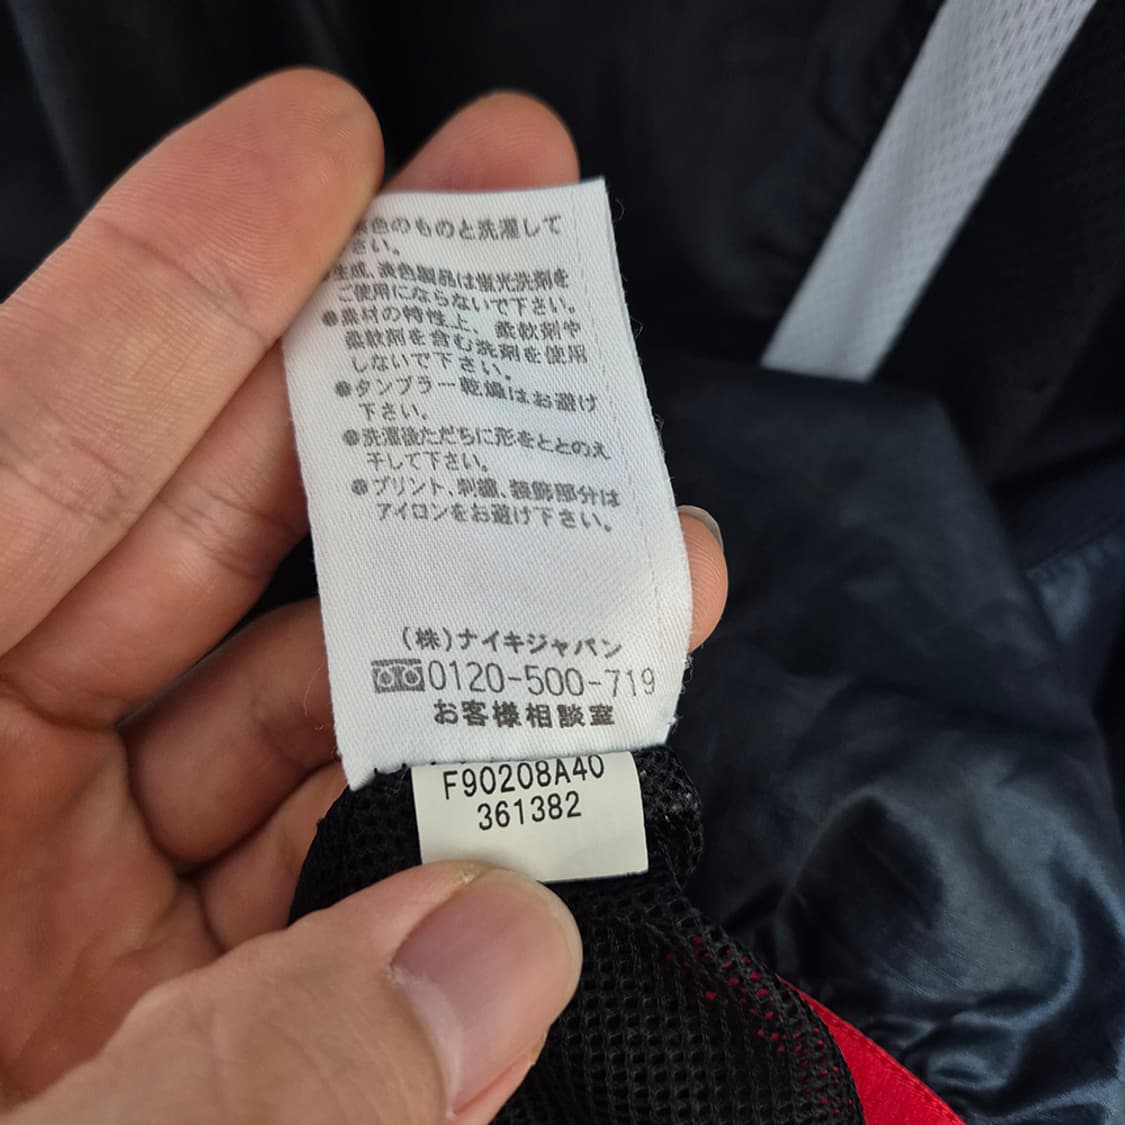 色のものと洗濯して
さい。
生成、淡色製品は蛍光洗剤を
ご使用にならないで下さい。
●素材の特性上、柔軟剤や
柔軟剤を含む洗剤を使用
しないで下さい。
●タンブラー乾燥はお避け
下さい。
●洗濯後ただちに形をととのえ
干して下さい。
●プリント、刺繍、装飾部分は
アイロンをお避け下さい。
(株)ナイキジャパン
0120-500-719
お客様相談室
F90208A40
361382